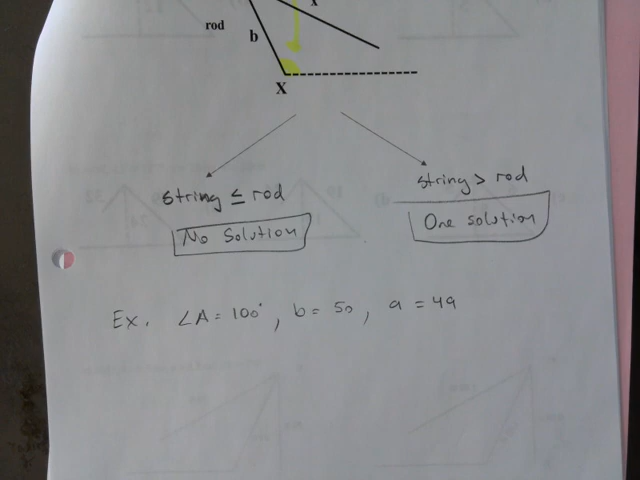 x
rod
b
X
string ≤ rod
string > rod
No Solution
One solution
Ex. ∠A = 100°, b = 50, a = 49